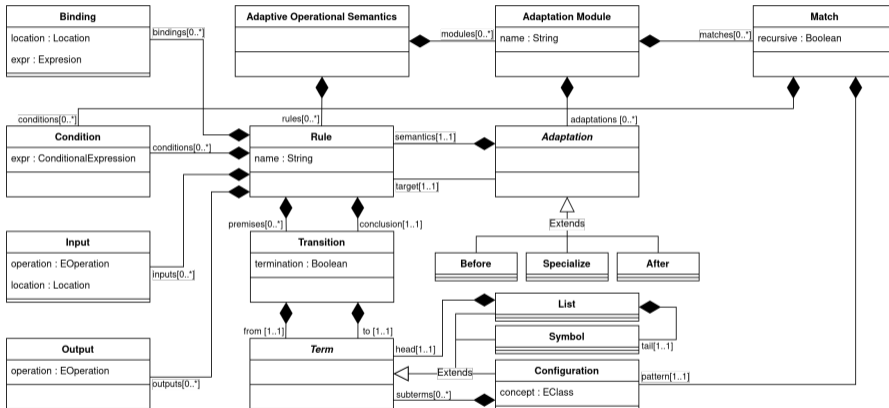 Binding
location : Location
expr : Expresion
bindings[0..*]
Adaptive Operational Semantics
modules[0..*]
Adaptation Module
name : String
matches[0..*]
Match
recursive : Boolean
conditions[0..*]
rules[0..*]
adaptations [0..*]
Condition
expr : ConditionalExpression
conditions[0..*]
Rule
name : String
semantics[1..1]
target[1..1]
Adaptation
premises[0..*]
conclusion[1..1]
Extends
Input
operation : EOperation
location : Location
inputs[0..*]
Transition
termination : Boolean
Before
Specialize
After
from [1..1]
to [1..1]
List
Symbol
tail[1..1]
Output
operation : EOperation
outputs[0..*]
Term
head[1..1]
Extends
subterms[0..*]
Configuration
concept : EClass
pattern[1..1]